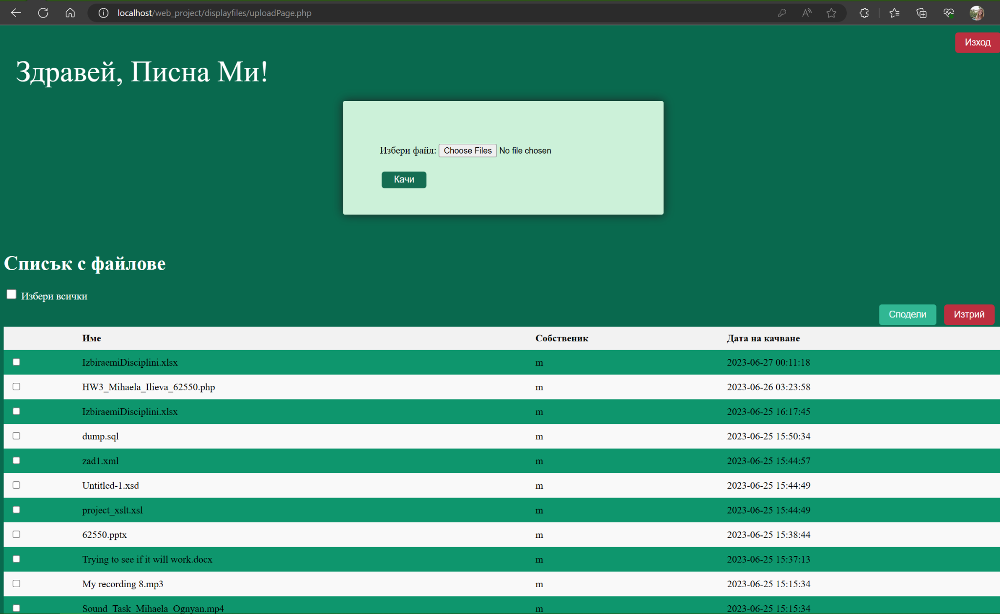 localhost/web_project/displayfiles/uploadPage.php
Изход
Здравей, Писна Ми!
Избери файл: Choose Files No file chosen
Качи
Списък с файлове
Избери всички
Сподели Изтрий
Име Собственик Дата на качване
IzbiraemiDisciplini.xlsx m 2023-06-27 00:11:18
HW3_Mihaela_Ilieva_62550.php m 2023-06-26 03:23:58
IzbiraemiDisciplini.xlsx m 2023-06-25 16:17:45
dump.sql m 2023-06-25 15:50:34
zad1.xml m 2023-06-25 15:44:57
Untitled-1.xsd m 2023-06-25 15:44:49
project_xslt.xsl m 2023-06-25 15:44:49
62550.pptx m 2023-06-25 15:38:44
Trying to see if it will work.docx m 2023-06-25 15:37:13
My recording 8.mp3 m 2023-06-25 15:15:34
Sound_Task_Mihaela_Ognyan.mp4 m 2023-06-25 15:15:34